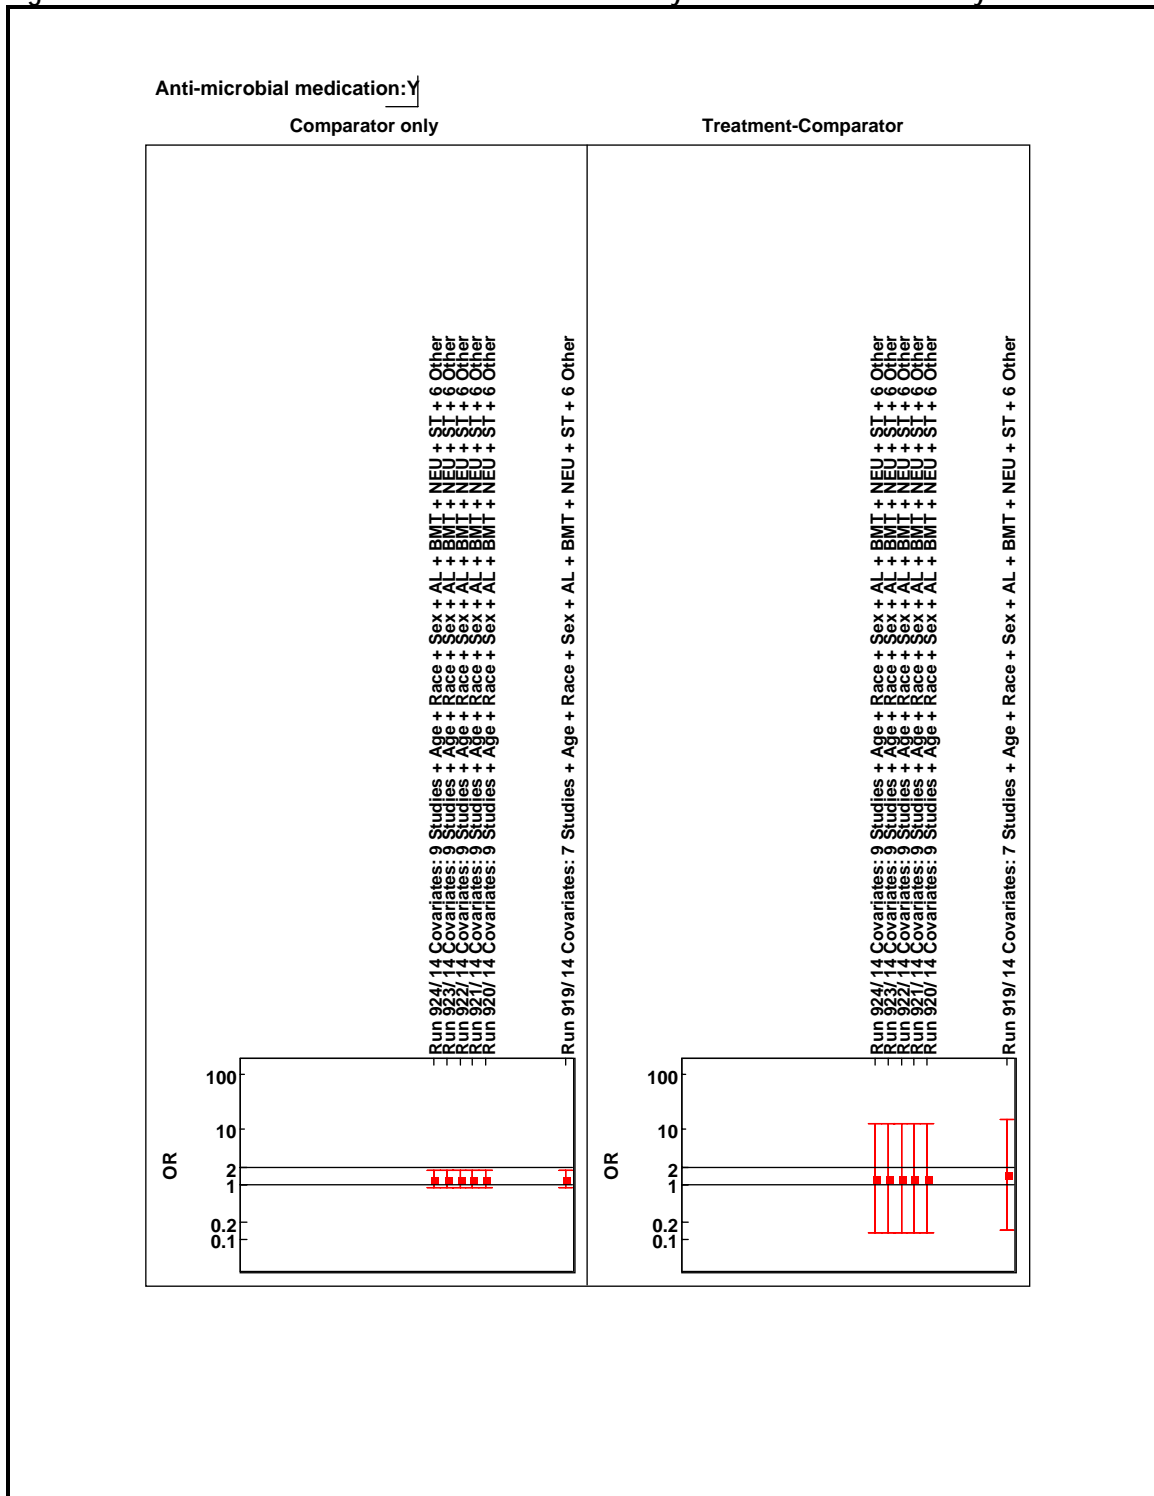 Anti-microbial medication:Y
Comparator only
Treatment-Comparator
Run 924/ 14 Covariates: 9 Studies + Age + Race + Sex + AL + BMT + NEU + ST + 6 Other
Run 923/ 14 Covariates: 9 Studies + Age + Race + Sex + AL + BMT + NEU + ST + 6 Other
Run 922/ 14 Covariates: 9 Studies + Age + Race + Sex + AL + BMT + NEU + ST + 6 Other
Run 921/ 14 Covariates: 9 Studies + Age + Race + Sex + AL + BMT + NEU + ST + 6 Other
Run 920/ 14 Covariates: 9 Studies + Age + Race + Sex + AL + BMT + NEU + ST + 6 Other
Run 919/ 14 Covariates: 7 Studies + Age + Race + Sex + AL + BMT + NEU + ST + 6 Other
OR
100
10
2
1
0.2
0.1
Run 924/ 14 Covariates: 9 Studies + Age + Race + Sex + AL + BMT + NEU + ST + 6 Other
Run 923/ 14 Covariates: 9 Studies + Age + Race + Sex + AL + BMT + NEU + ST + 6 Other
Run 922/ 14 Covariates: 9 Studies + Age + Race + Sex + AL + BMT + NEU + ST + 6 Other
Run 921/ 14 Covariates: 9 Studies + Age + Race + Sex + AL + BMT + NEU + ST + 6 Other
Run 920/ 14 Covariates: 9 Studies + Age + Race + Sex + AL + BMT + NEU + ST + 6 Other
Run 919/ 14 Covariates: 7 Studies + Age + Race + Sex + AL + BMT + NEU + ST + 6 Other
OR
100
10
2
1
0.2
0.1